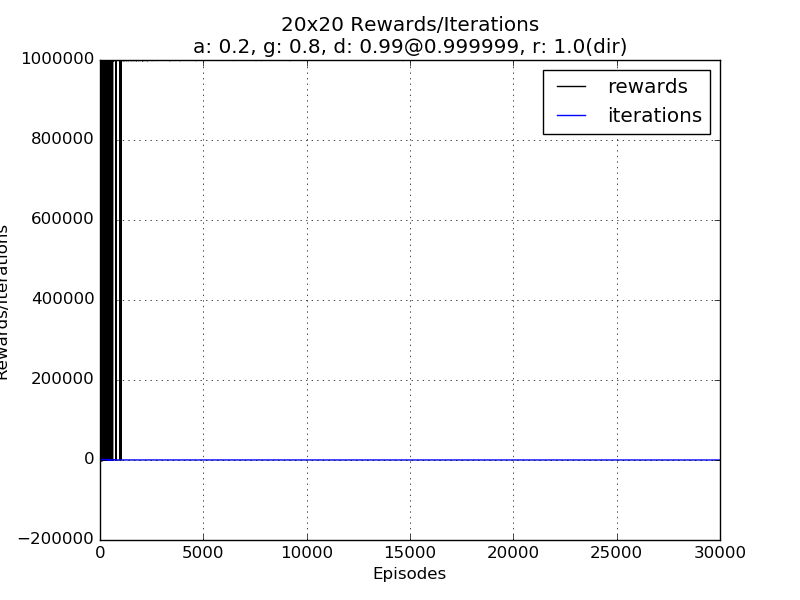 20x20 Rewards/Iterations
a: 0.2, g: 0.8, d: 0.99@0.999999, r: 1.0(dir)
rewards
iterations
1000000
800000
600000
400000
200000
0
−200000
Rewards/Iterations
0 5000 10000 15000 20000 25000 30000
Episodes